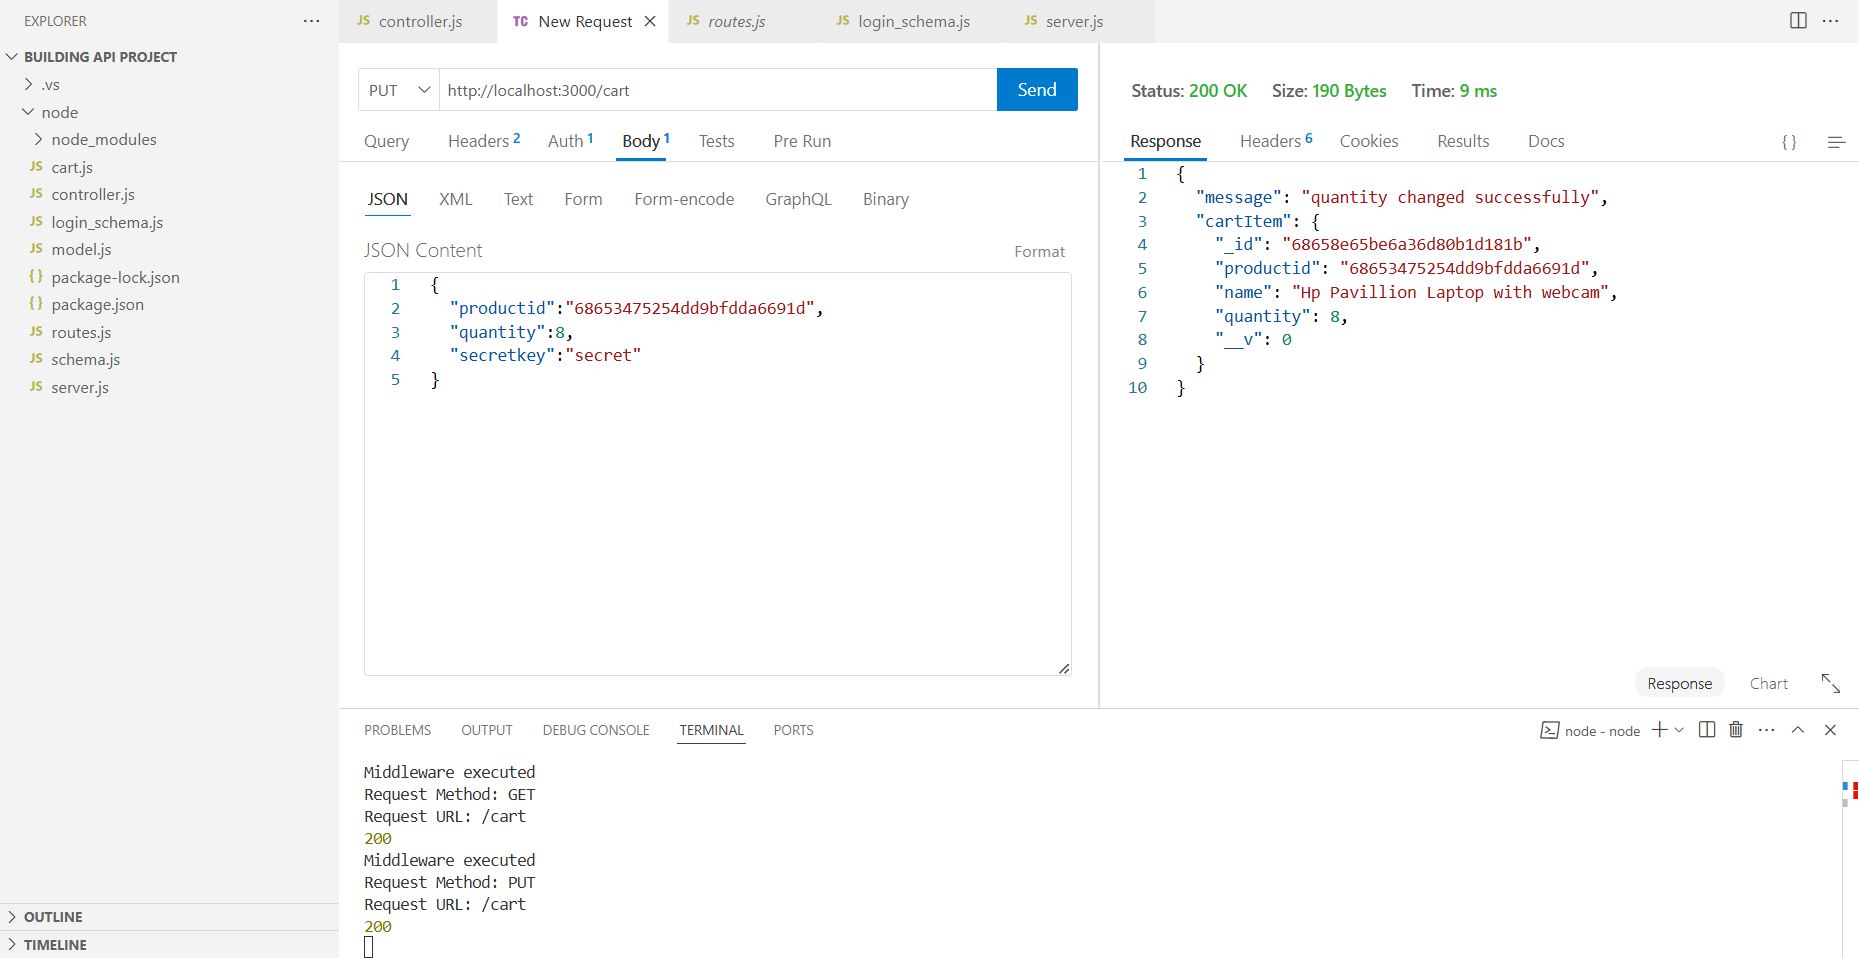 EXPLORER
BUILDING API PROJECT
.vs
node
node_modules
JS cart.js
JS controller.js
JS login_schema.js
JS model.js
{} package-lock.json
{} package.json
JS routes.js
JS schema.js
JS server.js
OUTLINE
TIMELINE
JS controller.js
TC New Request
JS routes.js
JS login_schema.js
JS server.js
PUT http://localhost:3000/cart Send
Query Headers 2 Auth 1 Body 1 Tests Pre Run
JSON XML Text Form Form-encode GraphQL Binary
JSON Content Format
1 {
2 "productid":"68653475254dd9bfdda6691d",
3 "quantity":8,
4 "secretkey":"secret"
5 }
Status: 200 OK Size: 190 Bytes Time: 9 ms
Response Headers 6 Cookies Results Docs {}
1 {
2 "message": "quantity changed successfully",
3 "cartItem": {
4 "_id": "68658e65be6a36d80b1d181b",
5 "productid": "68653475254dd9bfdda6691d",
6 "name": "Hp Pavillion Laptop with webcam",
7 "quantity": 8,
8 "__v": 0
9 }
10 }
Response Chart
PROBLEMS OUTPUT DEBUG CONSOLE TERMINAL PORTS node - node
Middleware executed
Request Method: GET
Request URL: /cart
200
Middleware executed
Request Method: PUT
Request URL: /cart
200